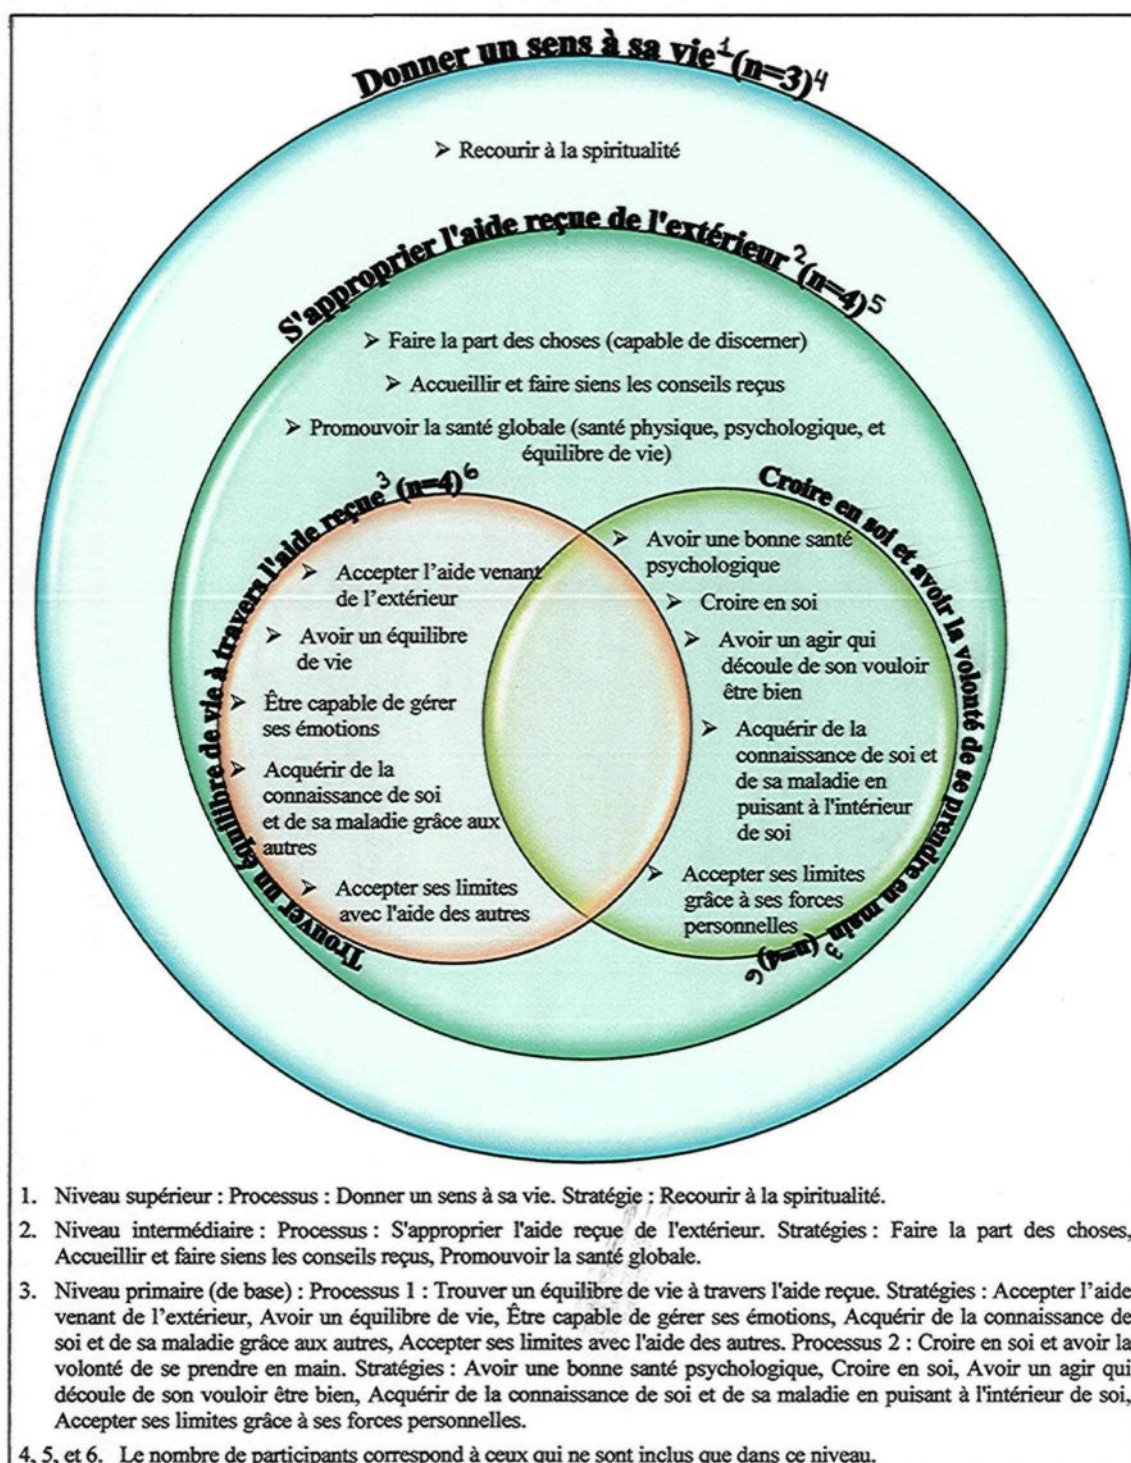 Donner un sens à sa vie¹(n=3)⁴
➢ Recourir à la spiritualité
S'approprier l'aide reçue de l'extérieur ²(n=4)⁵
➢ Faire la part des choses (capable de discerner)
➢ Accueillir et faire siens les conseils reçus
➢ Promouvoir la santé globale (santé physique, psychologique, et
équilibre de vie)
Trouver un équilibre de vie à travers l'aide reçue³ (n=4)⁶
➢ Accepter l’aide venant
de l’extérieur
➢ Avoir un équilibre
de vie
➢ Être capable de gérer
ses émotions
➢ Acquérir de la
connaissance de soi
et de sa maladie grâce aux
autres
➢ Accepter ses limites
avec l'aide des autres
Croire en soi et avoir la volonté de se prendre en main³ (n=4)⁶
➢ Avoir une bonne santé
psychologique
➢ Croire en soi
➢ Avoir un agir qui
découle de son vouloir
être bien
➢ Acquérir de la
connaissance de soi et
de sa maladie en
puisant à l'intérieur
de soi
➢ Accepter ses limites
grâce à ses forces
personnelles
1. Niveau supérieur : Processus : Donner un sens à sa vie. Stratégie : Recourir à la spiritualité.
2. Niveau intermédiaire : Processus : S'approprier l'aide reçue de l'extérieur. Stratégies : Faire la part des choses,
Accueillir et faire siens les conseils reçus, Promouvoir la santé globale.
3. Niveau primaire (de base) : Processus 1 : Trouver un équilibre de vie à travers l'aide reçue. Stratégies : Accepter l’aide
venant de l’extérieur, Avoir un équilibre de vie, Être capable de gérer ses émotions, Acquérir de la connaissance de
soi et de sa maladie grâce aux autres, Accepter ses limites avec l'aide des autres. Processus 2 : Croire en soi et avoir la
volonté de se prendre en main. Stratégies : Avoir une bonne santé psychologique, Croire en soi, Avoir un agir qui
découle de son vouloir être bien, Acquérir de la connaissance de soi et de sa maladie en puisant à l'intérieur de soi,
Accepter ses limites grâce à ses forces personnelles.
4, 5, et 6. Le nombre de participants correspond à ceux qui ne sont inclus que dans ce niveau.